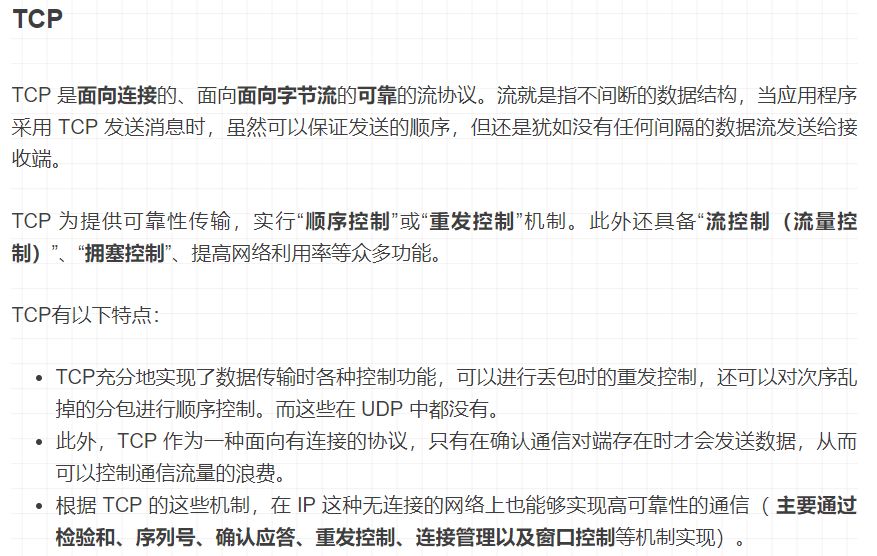 TCP
TCP 是面向连接的、面向面向字节流的可靠的流协议。流就是指不间断的数据结构，当应用程序
采用 TCP 发送消息时，虽然可以保证发送的顺序，但还是犹如没有任何间隔的数据流发送给接
收端。
TCP 为提供可靠性传输，实行“顺序控制”或“重发控制”机制。此外还具备“流控制（流量控
制）”、“拥塞控制”、提高网络利用率等众多功能。
TCP有以下特点：
• TCP充分地实现了数据传输时各种控制功能，可以进行丢包时的重发控制，还可以对次序乱
掉的分包进行顺序控制。而这些在 UDP 中都没有。
• 此外，TCP 作为一种面向有连接的协议，只有在确认通信对端存在时才会发送数据，从而
可以控制通信流量的浪费。
• 根据 TCP 的这些机制，在 IP 这种无连接的网络上也能够实现高可靠性的通信（ 主要通过
检验和、序列号、确认应答、重发控制、连接管理以及窗口控制等机制实现）。